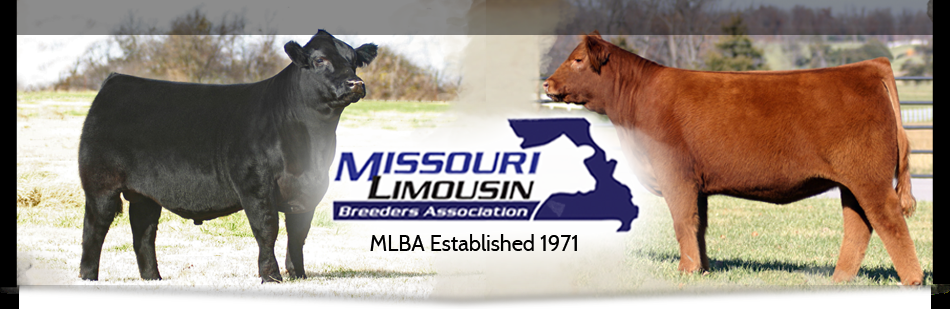 MISSOURI
LIMOUSIN
Breeders Association
MLBA Established 1971